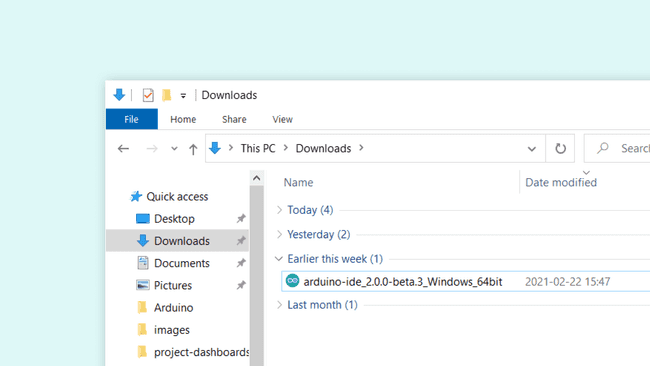 Downloads
File Home Share View
This PC Downloads Search
Name Date modified
Quick access
Desktop
Downloads
Documents
Pictures
Arduino
images
project-dashboards
Today (4)
Yesterday (2)
Earlier this week (1)
arduino-ide_2.0.0-beta.3_Windows_64bit 2021-02-22 15:47
Last month (1)